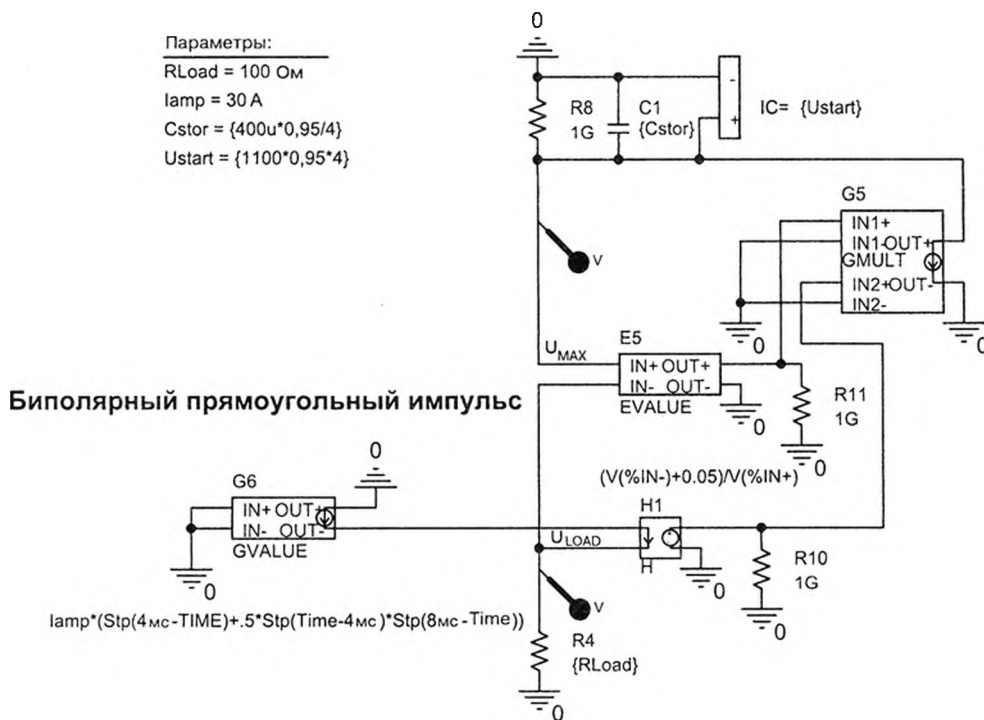 Параметры:
RLoad = 100 Ом
Iamp = 30 А
Cstor = {400u*0,95/4}
Ustart = {1100*0,95*4}
0
R8
1G
C1
{Cstor}
-
+
IC= {Ustart}
G5
IN1+
IN1-OUT+
GMULT
IN2+OUT-
IN2-
0
0
V
UMAX
E5
IN+ OUT+
IN- OUT-
EVALUE
0
R11
1G
0
Биполярный прямоугольный импульс
(V(%IN-)+0.05)/V(%IN+)
0
G6
IN+ OUT+
IN- OUT-
GVALUE
0
H1
H
0
ULOAD
R10
1G
0
Iamp*(Stp(4мс-TIME)+.5*Stp(Time-4мс)*Stp(8мс-Time))
V
R4
{RLoad}
0